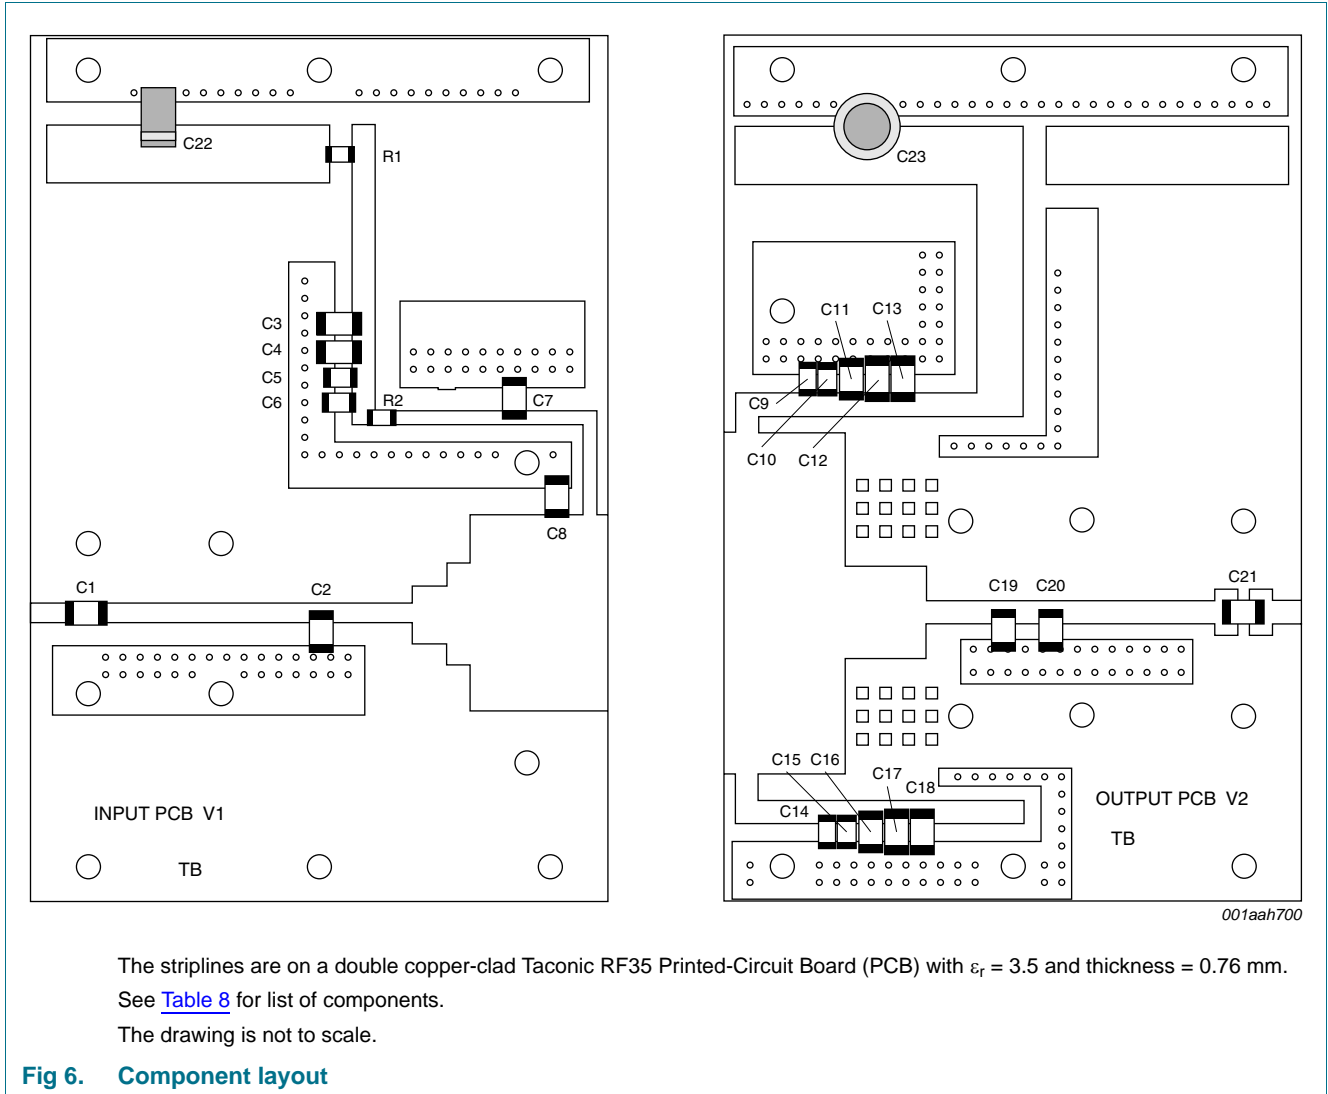 C22
R1
C3
C4
C5
C6
R2
C7
C8
C1
C2
INPUT PCB V1
TB
C23
C11
C13
C9
C10
C12
C19
C20
C21
C15
C16
C17
C18
C14
OUTPUT PCB V2
TB
001aah700
The striplines are on a double copper-clad Taconic RF35 Printed-Circuit Board (PCB) with εr = 3.5 and thickness = 0.76 mm.
See Table 8 for list of components.
The drawing is not to scale.
Fig 6. Component layout